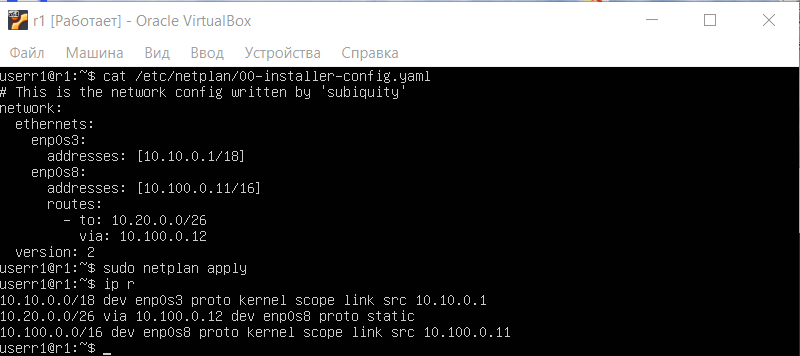 r1 [Работает] - Oracle VirtualBox
Файл Машина Вид Ввод Устройства Справка
userr1@r1:~$ cat /etc/netplan/00-installer-config.yaml
# This is the network config written by 'subiquity'
network:
  ethernets:
    enp0s3:
      addresses: [10.10.0.1/18]
    enp0s8:
      addresses: [10.100.0.11/16]
      routes:
        - to: 10.20.0.0/26
          via: 10.100.0.12
  version: 2
userr1@r1:~$ sudo netplan apply
userr1@r1:~$ ip r
10.10.0.0/18 dev enp0s3 proto kernel scope link src 10.10.0.1
10.20.0.0/26 via 10.100.0.12 dev enp0s8 proto static
10.100.0.0/16 dev enp0s8 proto kernel scope link src 10.100.0.11
userr1@r1:~$ _